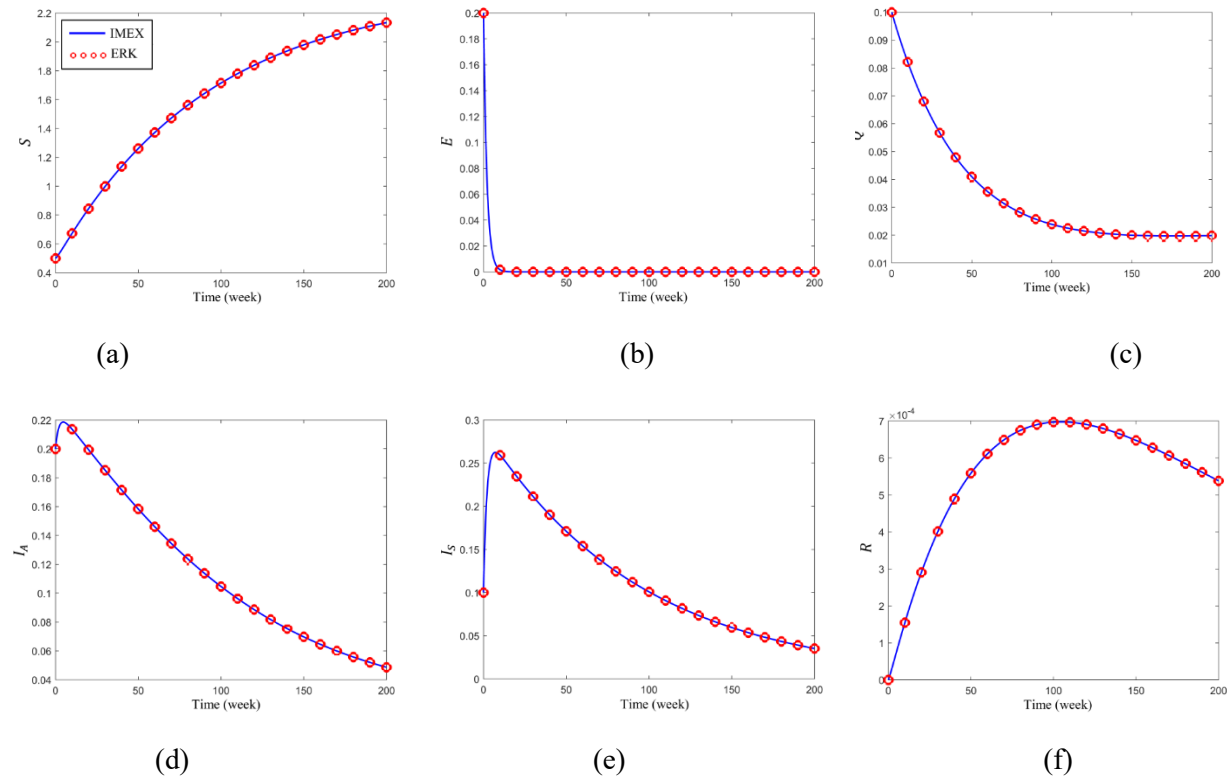 IMEX
ERK
2.2
2
1.8
1.6
1.4
1.2
1
0.8
0.6
0.4
S
0 50 100 150 200
Time (week)
(a)
0.2
0.18
0.16
0.14
0.12
0.1
0.08
0.06
0.04
0.02
0
E
0 50 100 150 200
Time (week)
(b)
0.1
0.09
0.08
0.07
0.06
0.05
0.04
0.03
0.02
0.01
Q
0 50 100 150 200
Time (week)
(c)
0.22
0.2
0.18
0.16
0.14
0.12
0.1
0.08
0.06
0.04
I_A
0 50 100 150 200
Time (week)
(d)
0.3
0.25
0.2
0.15
0.1
0.05
0
I_S
0 50 100 150 200
Time (week)
(e)
×10⁻⁴
7
6
5
4
3
2
1
0
R
0 50 100 150 200
Time (week)
(f)